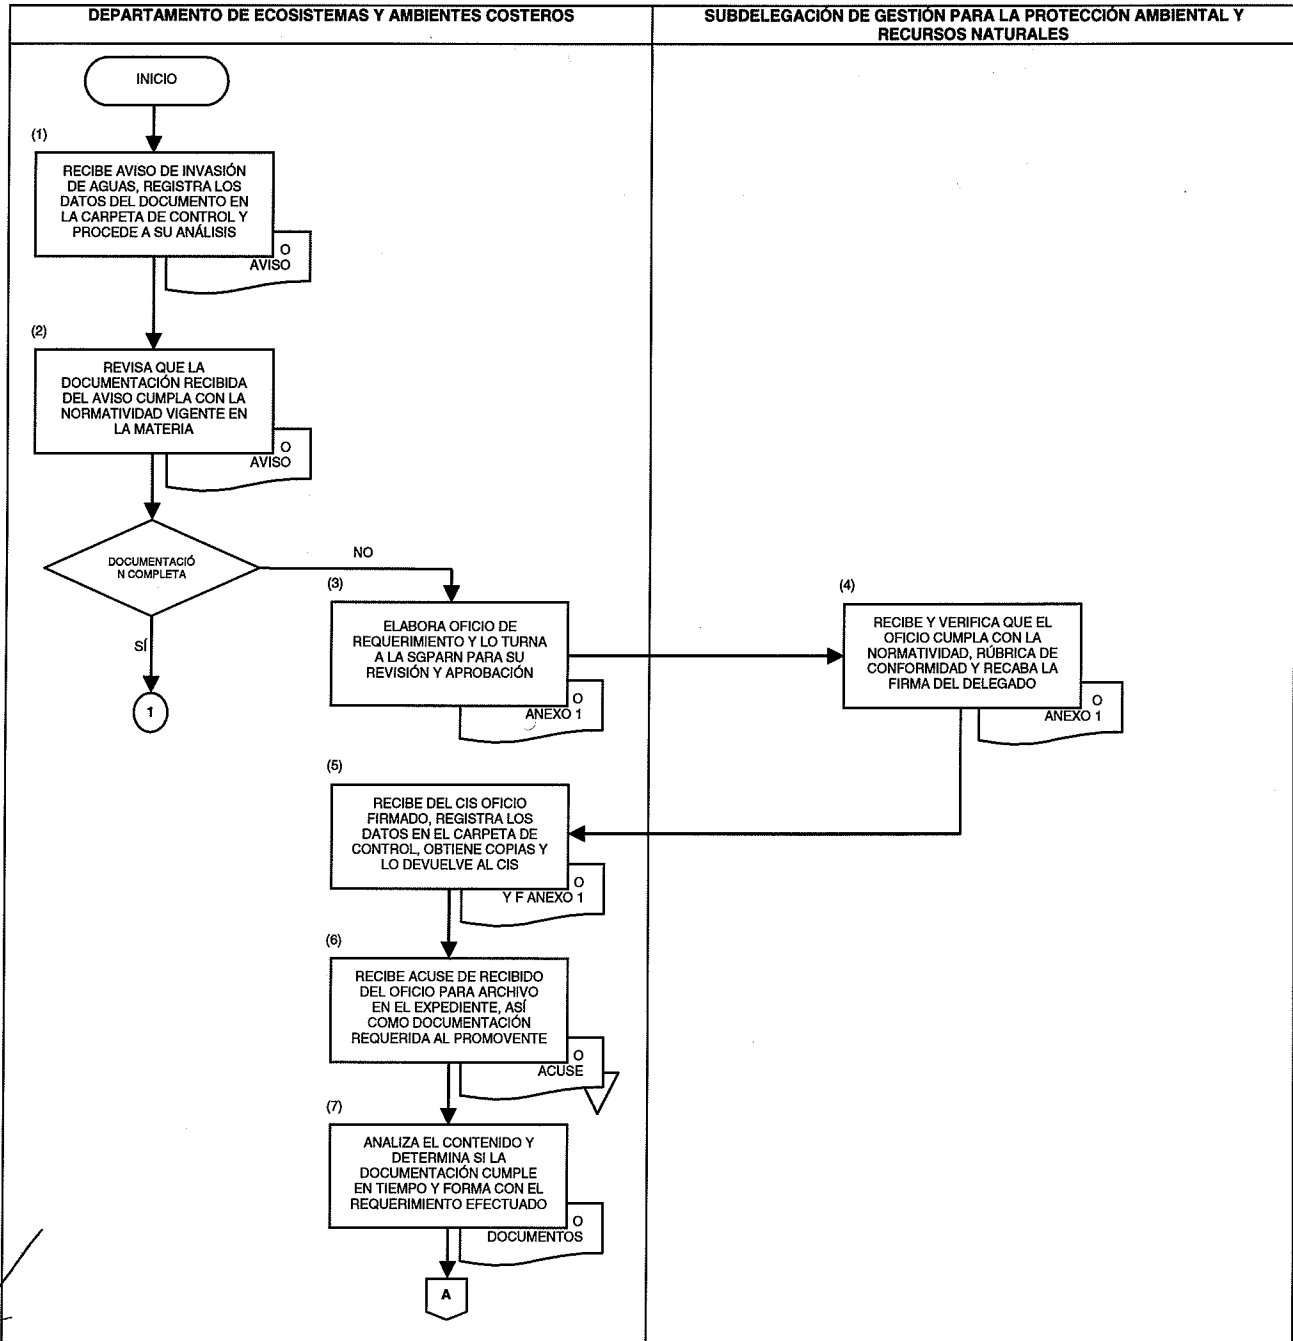 DEPARTAMENTO DE ECOSISTEMAS Y AMBIENTES COSTEROS
SUBDELEGACIÓN DE GESTIÓN PARA LA PROTECCIÓN AMBIENTAL Y
RECURSOS NATURALES
INICIO
(1)
RECIBE AVISO DE INVASIÓN
DE AGUAS, REGISTRA LOS
DATOS DEL DOCUMENTO EN
LA CARPETA DE CONTROL Y
PROCEDE A SU ANÁLISIS
O
AVISO
(2)
REVISA QUE LA
DOCUMENTACIÓN RECIBIDA
DEL AVISO CUMPLA CON LA
NORMATIVIDAD VIGENTE EN
LA MATERIA
O
AVISO
DOCUMENTACIÓ
N COMPLETA
NO
SÍ
1
(3)
ELABORA OFICIO DE
REQUERIMIENTO Y LO TURNA
A LA SGPARN PARA SU
REVISIÓN Y APROBACIÓN
O
ANEXO 1
(4)
RECIBE Y VERIFICA QUE EL
OFICIO CUMPLA CON LA
NORMATIVIDAD, RÚBRICA DE
CONFORMIDAD Y RECABA LA
FIRMA DEL DELEGADO
O
ANEXO 1
(5)
RECIBE DEL CIS OFICIO
FIRMADO, REGISTRA LOS
DATOS EN EL CARPETA DE
CONTROL, OBTIENE COPIAS Y
LO DEVUELVE AL CIS
O
Y F ANEXO 1
(6)
RECIBE ACUSE DE RECIBIDO
DEL OFICIO PARA ARCHIVO
EN EL EXPEDIENTE, ASÍ
COMO DOCUMENTACIÓN
REQUERIDA AL PROMOVENTE
O
ACUSE
(7)
ANALIZA EL CONTENIDO Y
DETERMINA SI LA
DOCUMENTACIÓN CUMPLE
EN TIEMPO Y FORMA CON EL
REQUERIMIENTO EFECTUADO
O
DOCUMENTOS
A